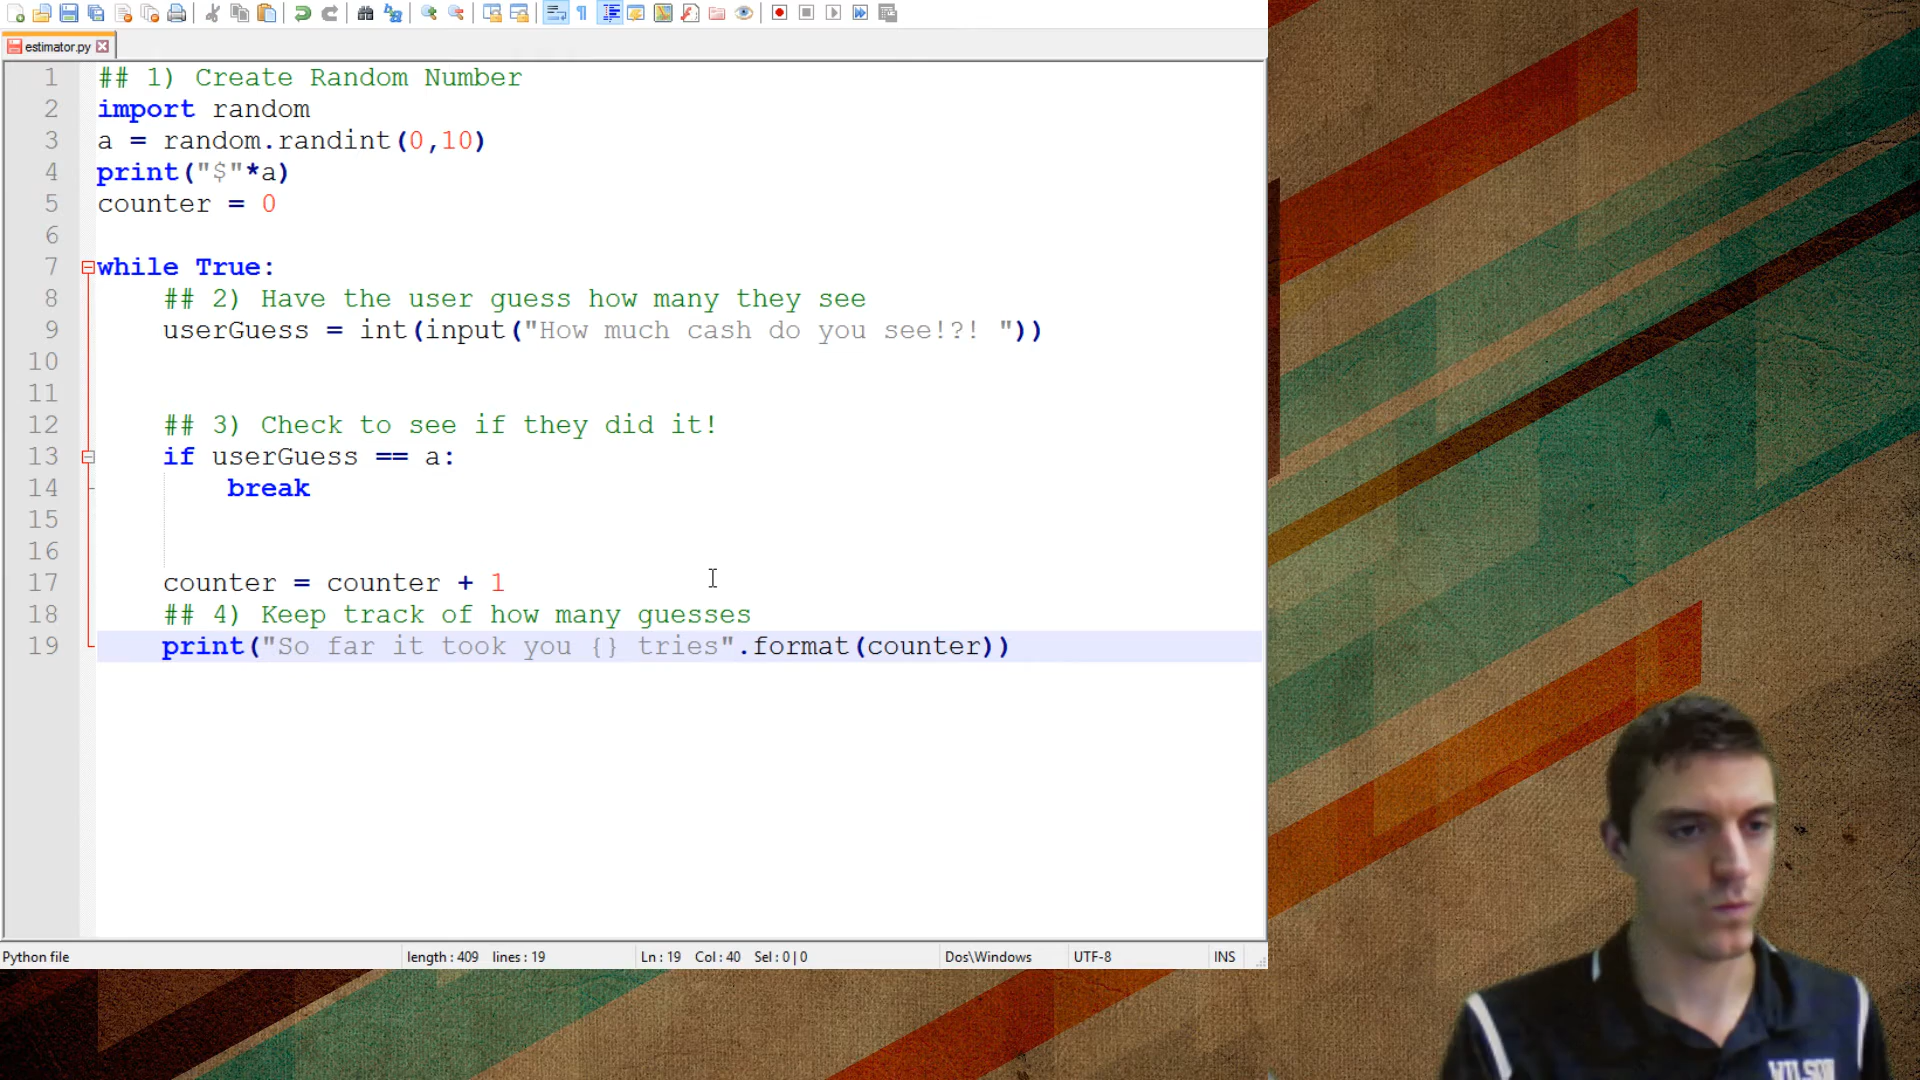 estimator.py
1 ## 1) Create Random Number
2 import random
3 a = random.randint(0,10)
4 print("$"*a)
5 counter = 0
6
7 while True:
8 ## 2) Have the user guess how many they see
9 userGuess = int(input("How much cash do you see!?! "))
10
11
12 ## 3) Check to see if they did it!
13 if userGuess == a:
14 break
15
16
17 counter = counter + 1
18 ## 4) Keep track of how many guesses
19 print("So far it took you {} tries".format(counter))
Python file length : 409 lines : 19 Ln : 19 Col : 40 Sel : 0 | 0 Dos\Windows UTF-8 INS
WILSON